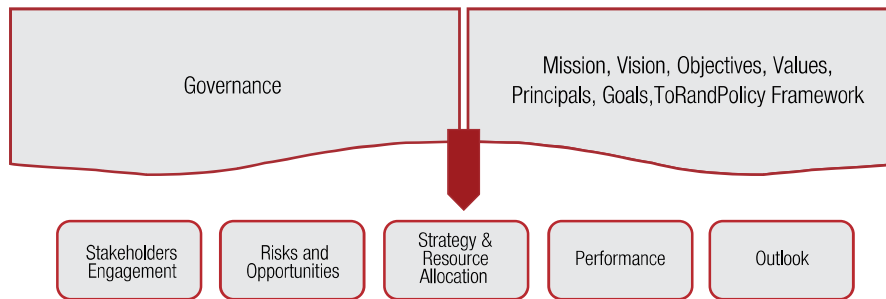 Governance
Mission, Vision, Objectives, Values,
Principals, Goals,ToRandPolicy Framework
Stakeholders
Engagement
Risks and
Opportunities
Strategy &
Resource
Allocation
Performance
Outlook